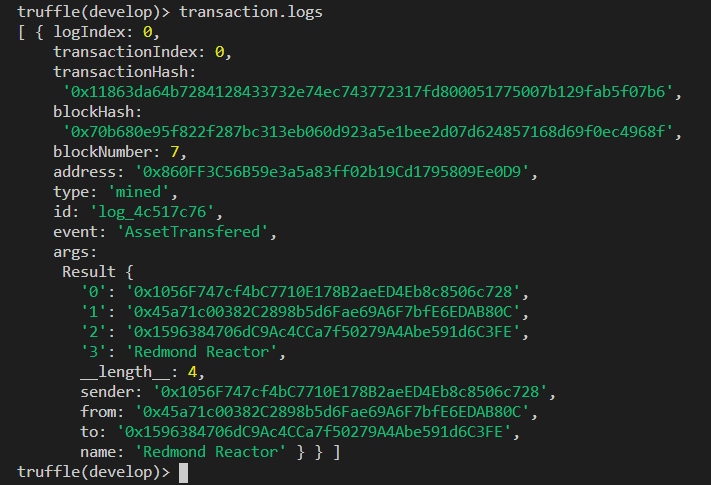 truffle(develop)> transaction.logs
[ { logIndex: 0,
transactionIndex: 0,
transactionHash:
'0x11863da64b7284128433732e74ec743772317fd800051775007b129fab5f07b6',
blockHash:
'0x70b680e95f822f287bc313eb060d923a5e1bee2d07d624857168d69f0ec4968f',
blockNumber: 7,
address: '0x860FF3C56B59e3a5a83ff02b19Cd1795809Ee0D9',
type: 'mined',
id: 'log_4c517c76',
event: 'AssetTransfered',
args:
Result {
'0': '0x1056F747cf4bC7710E178B2aeED4Eb8c8506c728',
'1': '0x45a71c00382C2898b5d6Fae69A6F7bfE6EDAB80C',
'2': '0x1596384706dC9Ac4CCa7f50279A4Abe591d6C3FE',
'3': 'Redmond Reactor',
__length__: 4,
sender: '0x1056F747cf4bC7710E178B2aeED4Eb8c8506c728',
from: '0x45a71c00382C2898b5d6Fae69A6F7bfE6EDAB80C',
to: '0x1596384706dC9Ac4CCa7f50279A4Abe591d6C3FE',
name: 'Redmond Reactor' } } ]
truffle(develop)>